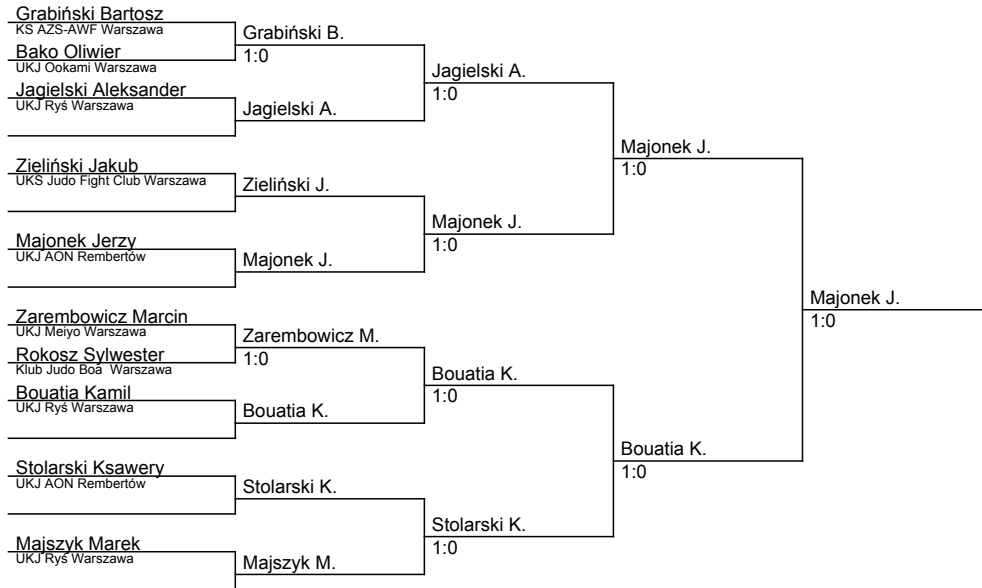 Grabiński Bartosz
KS AZS-AWF Warszawa
Grabiński B.
1:0
Bako Oliwier
UKJ Ookami Warszawa
Jagielski A.
1:0
Jagielski Aleksander
UKJ Ryś Warszawa
Jagielski A.
Majonek J.
1:0
Zieliński Jakub
UKS Judo Fight Club Warszawa
Zieliński J.
Majonek J.
1:0
Majonek Jerzy
UKJ AON Rembertów
Majonek J.
Majonek J.
1:0
Zarembowicz Marcin
UKJ Meiyo Warszawa
Zarembowicz M.
1:0
Rokosz Sylwester
Klub Judo Boa Warszawa
Bouatia K.
1:0
Bouatia Kamil
UKJ Ryś Warszawa
Bouatia K.
Bouatia K.
1:0
Stolarski Ksawery
UKJ AON Rembertów
Stolarski K.
Stolarski K.
1:0
Majszyk Marek
UKJ Ryś Warszawa
Majszyk M.